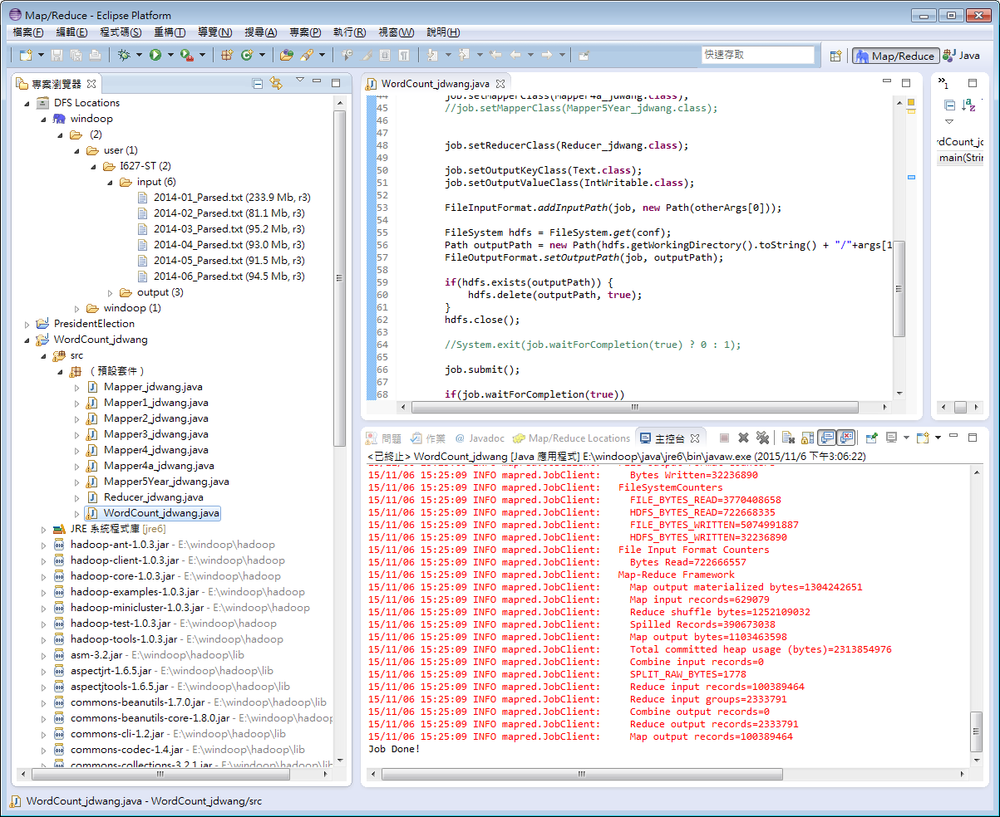 Map/Reduce - Eclipse Platform
檔案(F) 編輯(E) 程式碼(S) 重構(T) 導覽(N) 搜尋(A) 專案(P) 執行(R) 視窗(W) 說明(H)
快速存取
Map/Reduce
Java
專案瀏覽器
DFS Locations
windoop
(2)
user (1)
I627-ST (2)
input (6)
2014-01_Parsed.txt (233.9 Mb, r3)
2014-02_Parsed.txt (81.1 Mb, r3)
2014-03_Parsed.txt (95.2 Mb, r3)
2014-04_Parsed.txt (93.0 Mb, r3)
2014-05_Parsed.txt (91.5 Mb, r3)
2014-06_Parsed.txt (94.5 Mb, r3)
output (3)
windoop (1)
PresidentElection
WordCount_jdwang
src
(預設套件)
Mapper_jdwang.java
Mapper1_jdwang.java
Mapper2_jdwang.java
Mapper3_jdwang.java
Mapper4_jdwang.java
Mapper4a_jdwang.java
Mapper5Year_jdwang.java
Reducer_jdwang.java
WordCount_jdwang.java
JRE 系統程式庫 [jre6]
hadoop-ant-1.0.3.jar - E:\windoop\hadoop
hadoop-client-1.0.3.jar - E:\windoop\hadoop
hadoop-core-1.0.3.jar - E:\windoop\hadoop
hadoop-examples-1.0.3.jar - E:\windoop\hadoop
hadoop-minicluster-1.0.3.jar - E:\windoop\hadoop
hadoop-test-1.0.3.jar - E:\windoop\hadoop
hadoop-tools-1.0.3.jar - E:\windoop\hadoop
asm-3.2.jar - E:\windoop\hadoop\lib
aspectjrt-1.6.5.jar - E:\windoop\hadoop\lib
aspectjtools-1.6.5.jar - E:\windoop\hadoop\lib
commons-beanutils-1.7.0.jar - E:\windoop\hadoop\lib
commons-beanutils-core-1.8.0.jar - E:\windoop\hadoop
commons-cli-1.2.jar - E:\windoop\hadoop\lib
commons-codec-1.4.jar - E:\windoop\hadoop\lib
commons-collections-3.2.1.jar - E:\windoop\hadoop\lib
WordCount_jdwang.java
44 job.setMapperClass(Mapper4a_jdwang.class);
45 //job.setMapperClass(Mapper5Year_jdwang.class);
46
47
48 job.setReducerClass(Reducer_jdwang.class);
49
50 job.setOutputKeyClass(Text.class);
51 job.setOutputValueClass(IntWritable.class);
52
53 FileInputFormat.addInputPath(job, new Path(otherArgs[0]));
54
55 FileSystem hdfs = FileSystem.get(conf);
56 Path outputPath = new Path(hdfs.getWorkingDirectory().toString() + "/"+args[1
57 FileOutputFormat.setOutputPath(job, outputPath);
58
59 if(hdfs.exists(outputPath)) {
60 hdfs.delete(outputPath, true);
61 }
62 hdfs.close();
63
64 //System.exit(job.waitForCompletion(true) ? 0 : 1);
65
66 job.submit();
67
68 if(job.waitForCompletion(true))
»1
rdCount_jc
main(Strin
問題 作業 @ Javadoc Map/Reduce Locations 主控台
<已終止> WordCount_jdwang [Java 應用程式] E:\windoop\java\jre6\bin\javaw.exe (2015/11/6 下午3:06:22)
15/11/06 15:25:09 INFO mapred.JobClient: File Output Format Counters
15/11/06 15:25:09 INFO mapred.JobClient: Bytes Written=32236890
15/11/06 15:25:09 INFO mapred.JobClient: FileSystemCounters
15/11/06 15:25:09 INFO mapred.JobClient: FILE_BYTES_READ=3770408658
15/11/06 15:25:09 INFO mapred.JobClient: HDFS_BYTES_READ=722668335
15/11/06 15:25:09 INFO mapred.JobClient: FILE_BYTES_WRITTEN=5074991887
15/11/06 15:25:09 INFO mapred.JobClient: HDFS_BYTES_WRITTEN=32236890
15/11/06 15:25:09 INFO mapred.JobClient: File Input Format Counters
15/11/06 15:25:09 INFO mapred.JobClient: Bytes Read=722666557
15/11/06 15:25:09 INFO mapred.JobClient: Map-Reduce Framework
15/11/06 15:25:09 INFO mapred.JobClient: Map output materialized bytes=1304242651
15/11/06 15:25:09 INFO mapred.JobClient: Map input records=629079
15/11/06 15:25:09 INFO mapred.JobClient: Reduce shuffle bytes=1252109032
15/11/06 15:25:09 INFO mapred.JobClient: Spilled Records=390673038
15/11/06 15:25:09 INFO mapred.JobClient: Map output bytes=1103463598
15/11/06 15:25:09 INFO mapred.JobClient: Total committed heap usage (bytes)=2313854976
15/11/06 15:25:09 INFO mapred.JobClient: Combine input records=0
15/11/06 15:25:09 INFO mapred.JobClient: SPLIT_RAW_BYTES=1778
15/11/06 15:25:09 INFO mapred.JobClient: Reduce input records=100389464
15/11/06 15:25:09 INFO mapred.JobClient: Reduce input groups=2333791
15/11/06 15:25:09 INFO mapred.JobClient: Combine output records=0
15/11/06 15:25:09 INFO mapred.JobClient: Reduce output records=2333791
15/11/06 15:25:09 INFO mapred.JobClient: Map output records=100389464
Job Done!
WordCount_jdwang.java - WordCount_jdwang/src